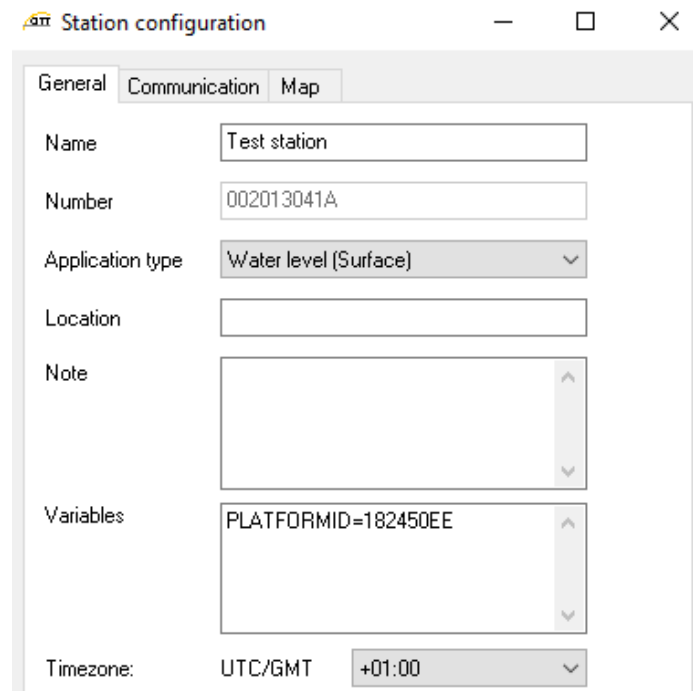 OTT Station configuration
General Communication Map
Name Test station
Number 002013041A
Application type Water level (Surface)
Location
Note
Variables PLATFORMID=182450EE
Timezone: UTC/GMT +01:00